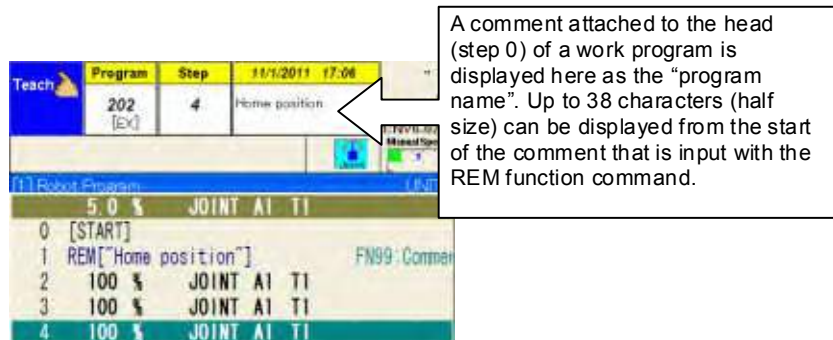 A comment attached to the head
(step 0) of a work program is
displayed here as the “program
name”. Up to 38 characters (half
size) can be displayed from the start
of the comment that is input with the
REM function command.
Teach Program Step 11/1/2011 17:06
202 4 Home position
[EX]
[1] Robot Program UNIT
5.0 % JOINT A1 T1
0 [START]
1 REM["Home position"] FN99:Commen
2 100 % JOINT A1 T1
3 100 % JOINT A1 T1
4 100 % JOINT A1 T1